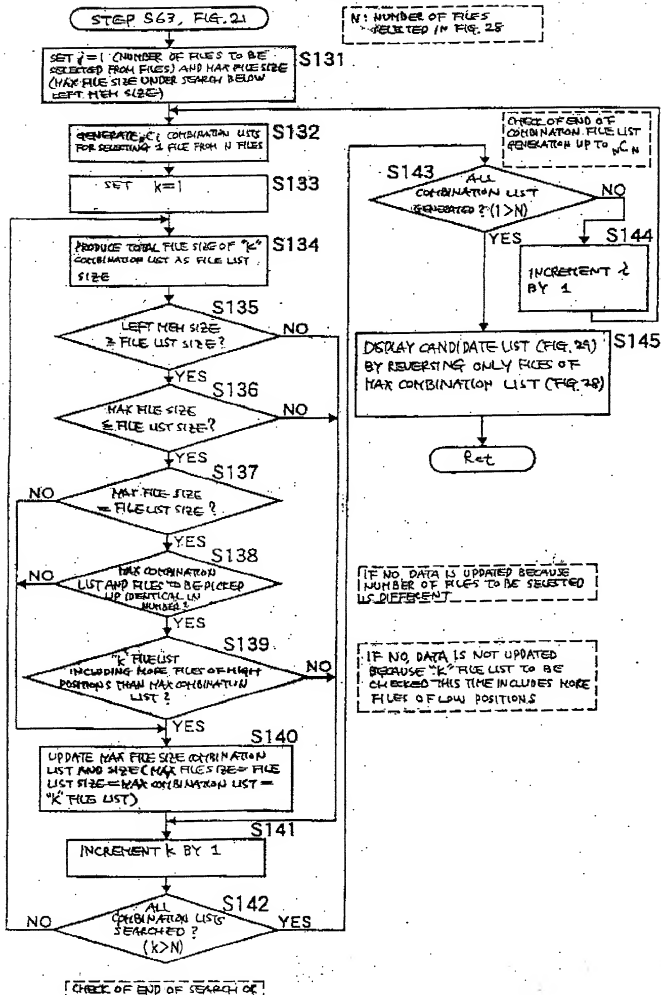 STEP S63, FIG. 21
N: NUMBER OF FILES
SELECTED IN FIG. 28
S131
SET i=1 (NUMBER OF FILES TO BE
SELECTED FROM FILES) AND MAX FILE SIZE
(MAX FILE SIZE UNDER SEARCH BELOW
LEFT MEM SIZE)
S132
GENERATE NCi COMBINATION LISTS
FOR SELECTING 1 FILE FROM N FILES
S133
SET k=1
S134
PRODUCE TOTAL FILE SIZE OF "K"
COMBINATION LIST AS FILE LIST
SIZE
S135
LEFT MEM SIZE
≧ FILE LIST SIZE?
NO
YES
S136
MAX FILE SIZE
≦ FILE LIST SIZE?
NO
YES
S137
MAX FILE SIZE
= FILE LIST SIZE?
NO
YES
S138
MAX COMBINATION
LIST AND FILES TO BE PICKED
UP IDENTICAL IN
NUMBER?
NO
YES
S139
"K" FILE LIST
INCLUDING MORE FILES OF HIGH
POSITIONS THAN MAX COMBINATION
LIST?
NO
YES
S140
UPDATE MAX FILE SIZE COMBINATION
LIST AND SIZE (MAX FILE SIZE= FILE
LIST SIZE=MAX COMBINATION LIST =
"K" FILE LIST)
S141
INCREMENT k BY 1
S142
ALL
COMBINATION LISTS
SEARCHED?
(k>N)
NO
YES
CHECK OF END OF SEARCH OF
CHECK OF END OF
COMBINATION FILE LIST
GENERATION UP TO NCN
S143
ALL
COMBINATION LIST
GENERATED? (1>N)
NO
YES
S144
INCREMENT i
BY 1
S145
DISPLAY CANDIDATE LIST (FIG. 29)
BY REVERSING ONLY FILES OF
MAX COMBINATION LIST (FIG. 28)
Ret
IF NO, DATA IS UPDATED BECAUSE
NUMBER OF FILES TO BE SELECTED
IS DIFFERENT
IF NO, DATA IS NOT UPDATED
BECAUSE "K" FILE LIST TO BE
CHECKED THIS TIME INCLUDES MORE
FILES OF LOW POSITIONS